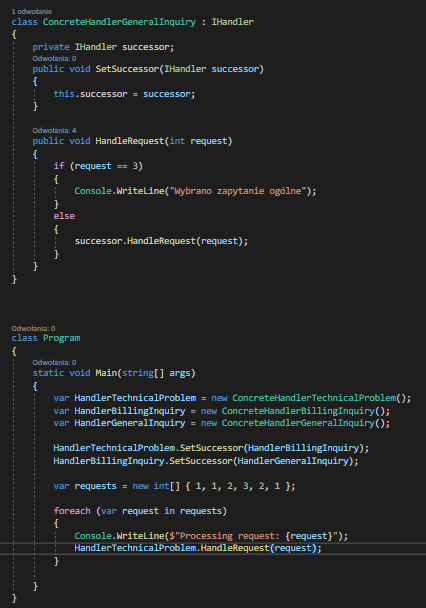 1 odwołanie
class ConcreteHandlerGeneralInquiry : IHandler
{
private IHandler successor;
Odwołania: 0
public void SetSuccessor(IHandler successor)
{
this.successor = successor;
}
Odwołania: 4
public void HandleRequest(int request)
{
if (request == 3)
{
Console.WriteLine("Wybrano zapytanie ogólne");
}
else
{
successor.HandleRequest(request);
}
}
}
Odwołania: 0
class Program
{
Odwołania: 0
static void Main(string[] args)
{
var HandlerTechnicalProblem = new ConcreteHandlerTechnicalProblem();
var HandlerBillingInquiry = new ConcreteHandlerBillingInquiry();
var HandlerGeneralInquiry = new ConcreteHandlerGeneralInquiry();
HandlerTechnicalProblem.SetSuccessor(HandlerBillingInquiry);
HandlerBillingInquiry.SetSuccessor(HandlerGeneralInquiry);
var requests = new int[] { 1, 1, 2, 3, 2, 1 };
foreach (var request in requests)
{
Console.WriteLine($"Processing request: {request}");
HandlerTechnicalProblem.HandleRequest(request);
}
}
}